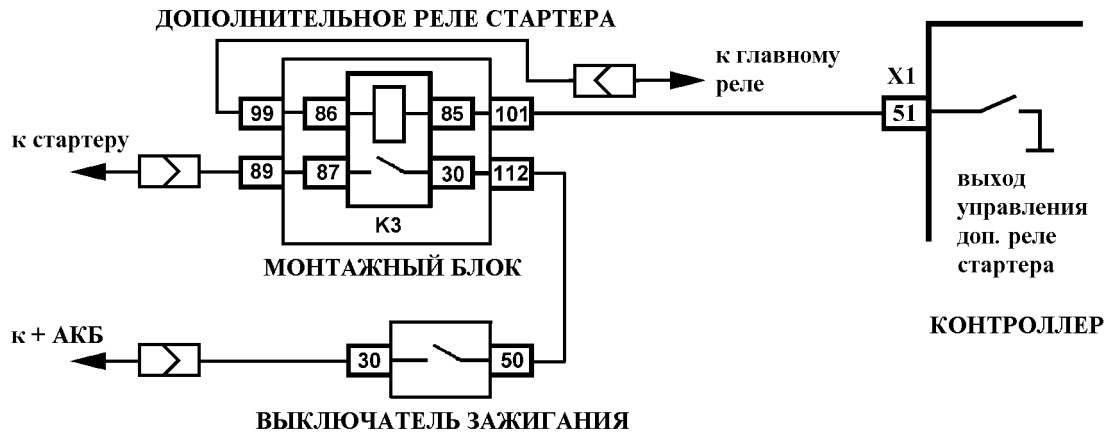 ДОПОЛНИТЕЛЬНОЕ РЕЛЕ СТАРТЕРА
к главному
реле
X1
99
86
85
101
51
к стартеру
89
87
30
112
K3
МОНТАЖНЫЙ БЛОК
выход
управления
доп. реле
стартера
КОНТРОЛЛЕР
к + АКБ
30
50
ВЫКЛЮЧАТЕЛЬ ЗАЖИГАНИЯ